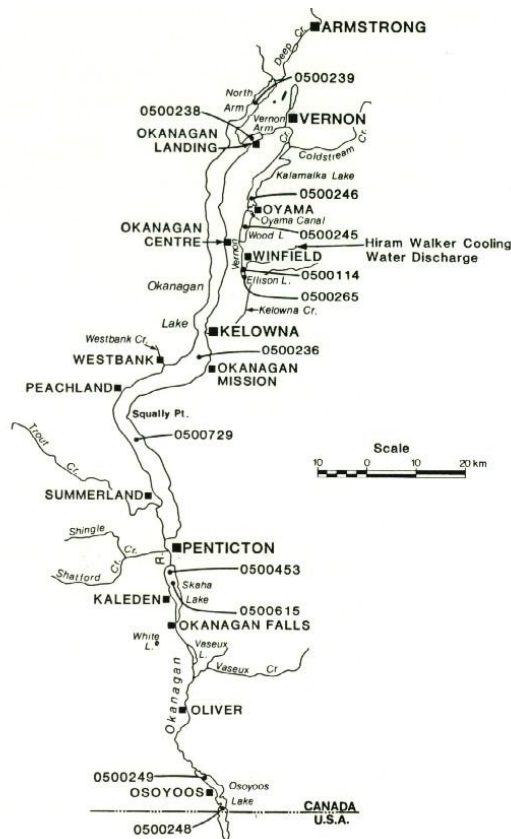 ARMSTRONG
Deep Cr.
0500239
North
Arm
0500238
Vernon
Arm
VERNON
OKANAGAN
LANDING
Cr.
Coldstream
Cr.
Kalamalka Lake
0500246
OYAMA
Oyama Canal
0500245
Wood L.
OKANAGAN
CENTRE
Vernon
Hiram Walker Cooling
Water Discharge
WINFIELD
0500114
Ellison L.
0500265
Okanagan
Lake
Kelowna Cr.
KELOWNA
Westbank Cr.
0500236
WESTBANK
OKANAGAN
MISSION
PEACHLAND
Squally Pt.
0500729
Trout
Cr.
Scale
10 0 10 20 km
SUMMERLAND
Shingle
Cr.
R.
PENTICTON
Shatford
Cr.
0500453
Skaha
Lake
KALEDEN
0500615
OKANAGAN FALLS
White
L.
Vaseux
L.
Vaseux Cr
Okanagan
OLIVER
0500249
Osoyoos
Lake
OSOYOOS
CANADA
U.S.A.
0500248